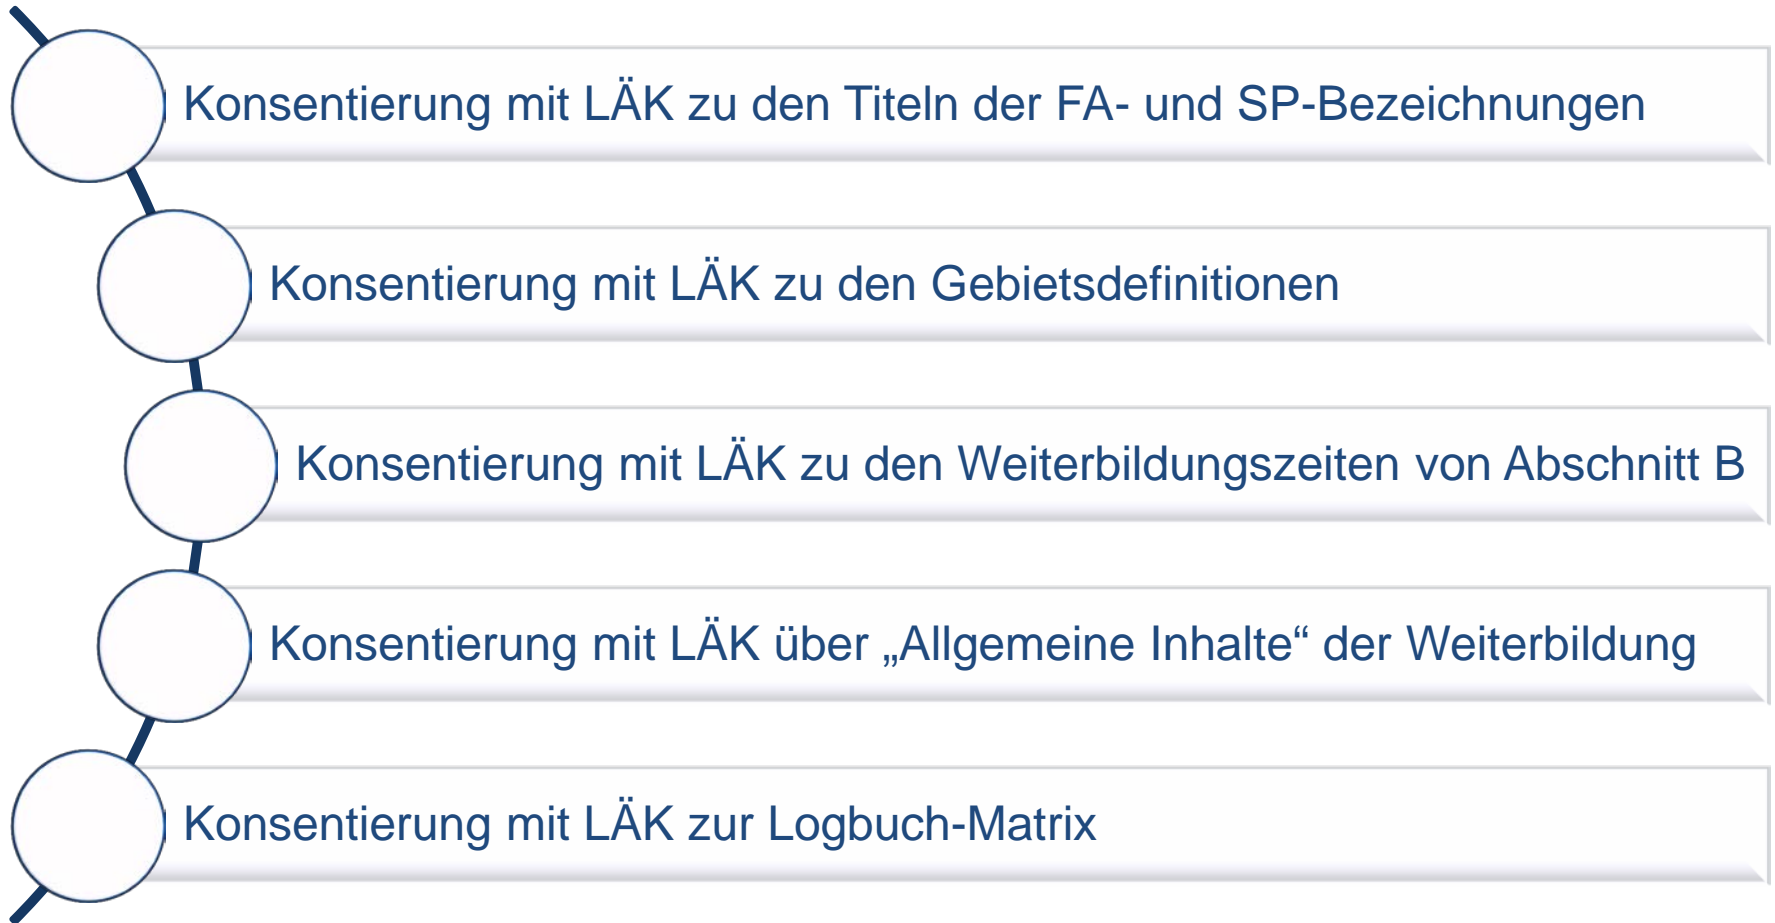 Konsentierung mit LÄK zu den Titeln der FA- und SP-Bezeichnungen
Konsentierung mit LÄK zu den Gebietsdefinitionen
Konsentierung mit LÄK zu den Weiterbildungszeiten von Abschnitt B
Konsentierung mit LÄK über „Allgemeine Inhalte“ der Weiterbildung
Konsentierung mit LÄK zur Logbuch-Matrix